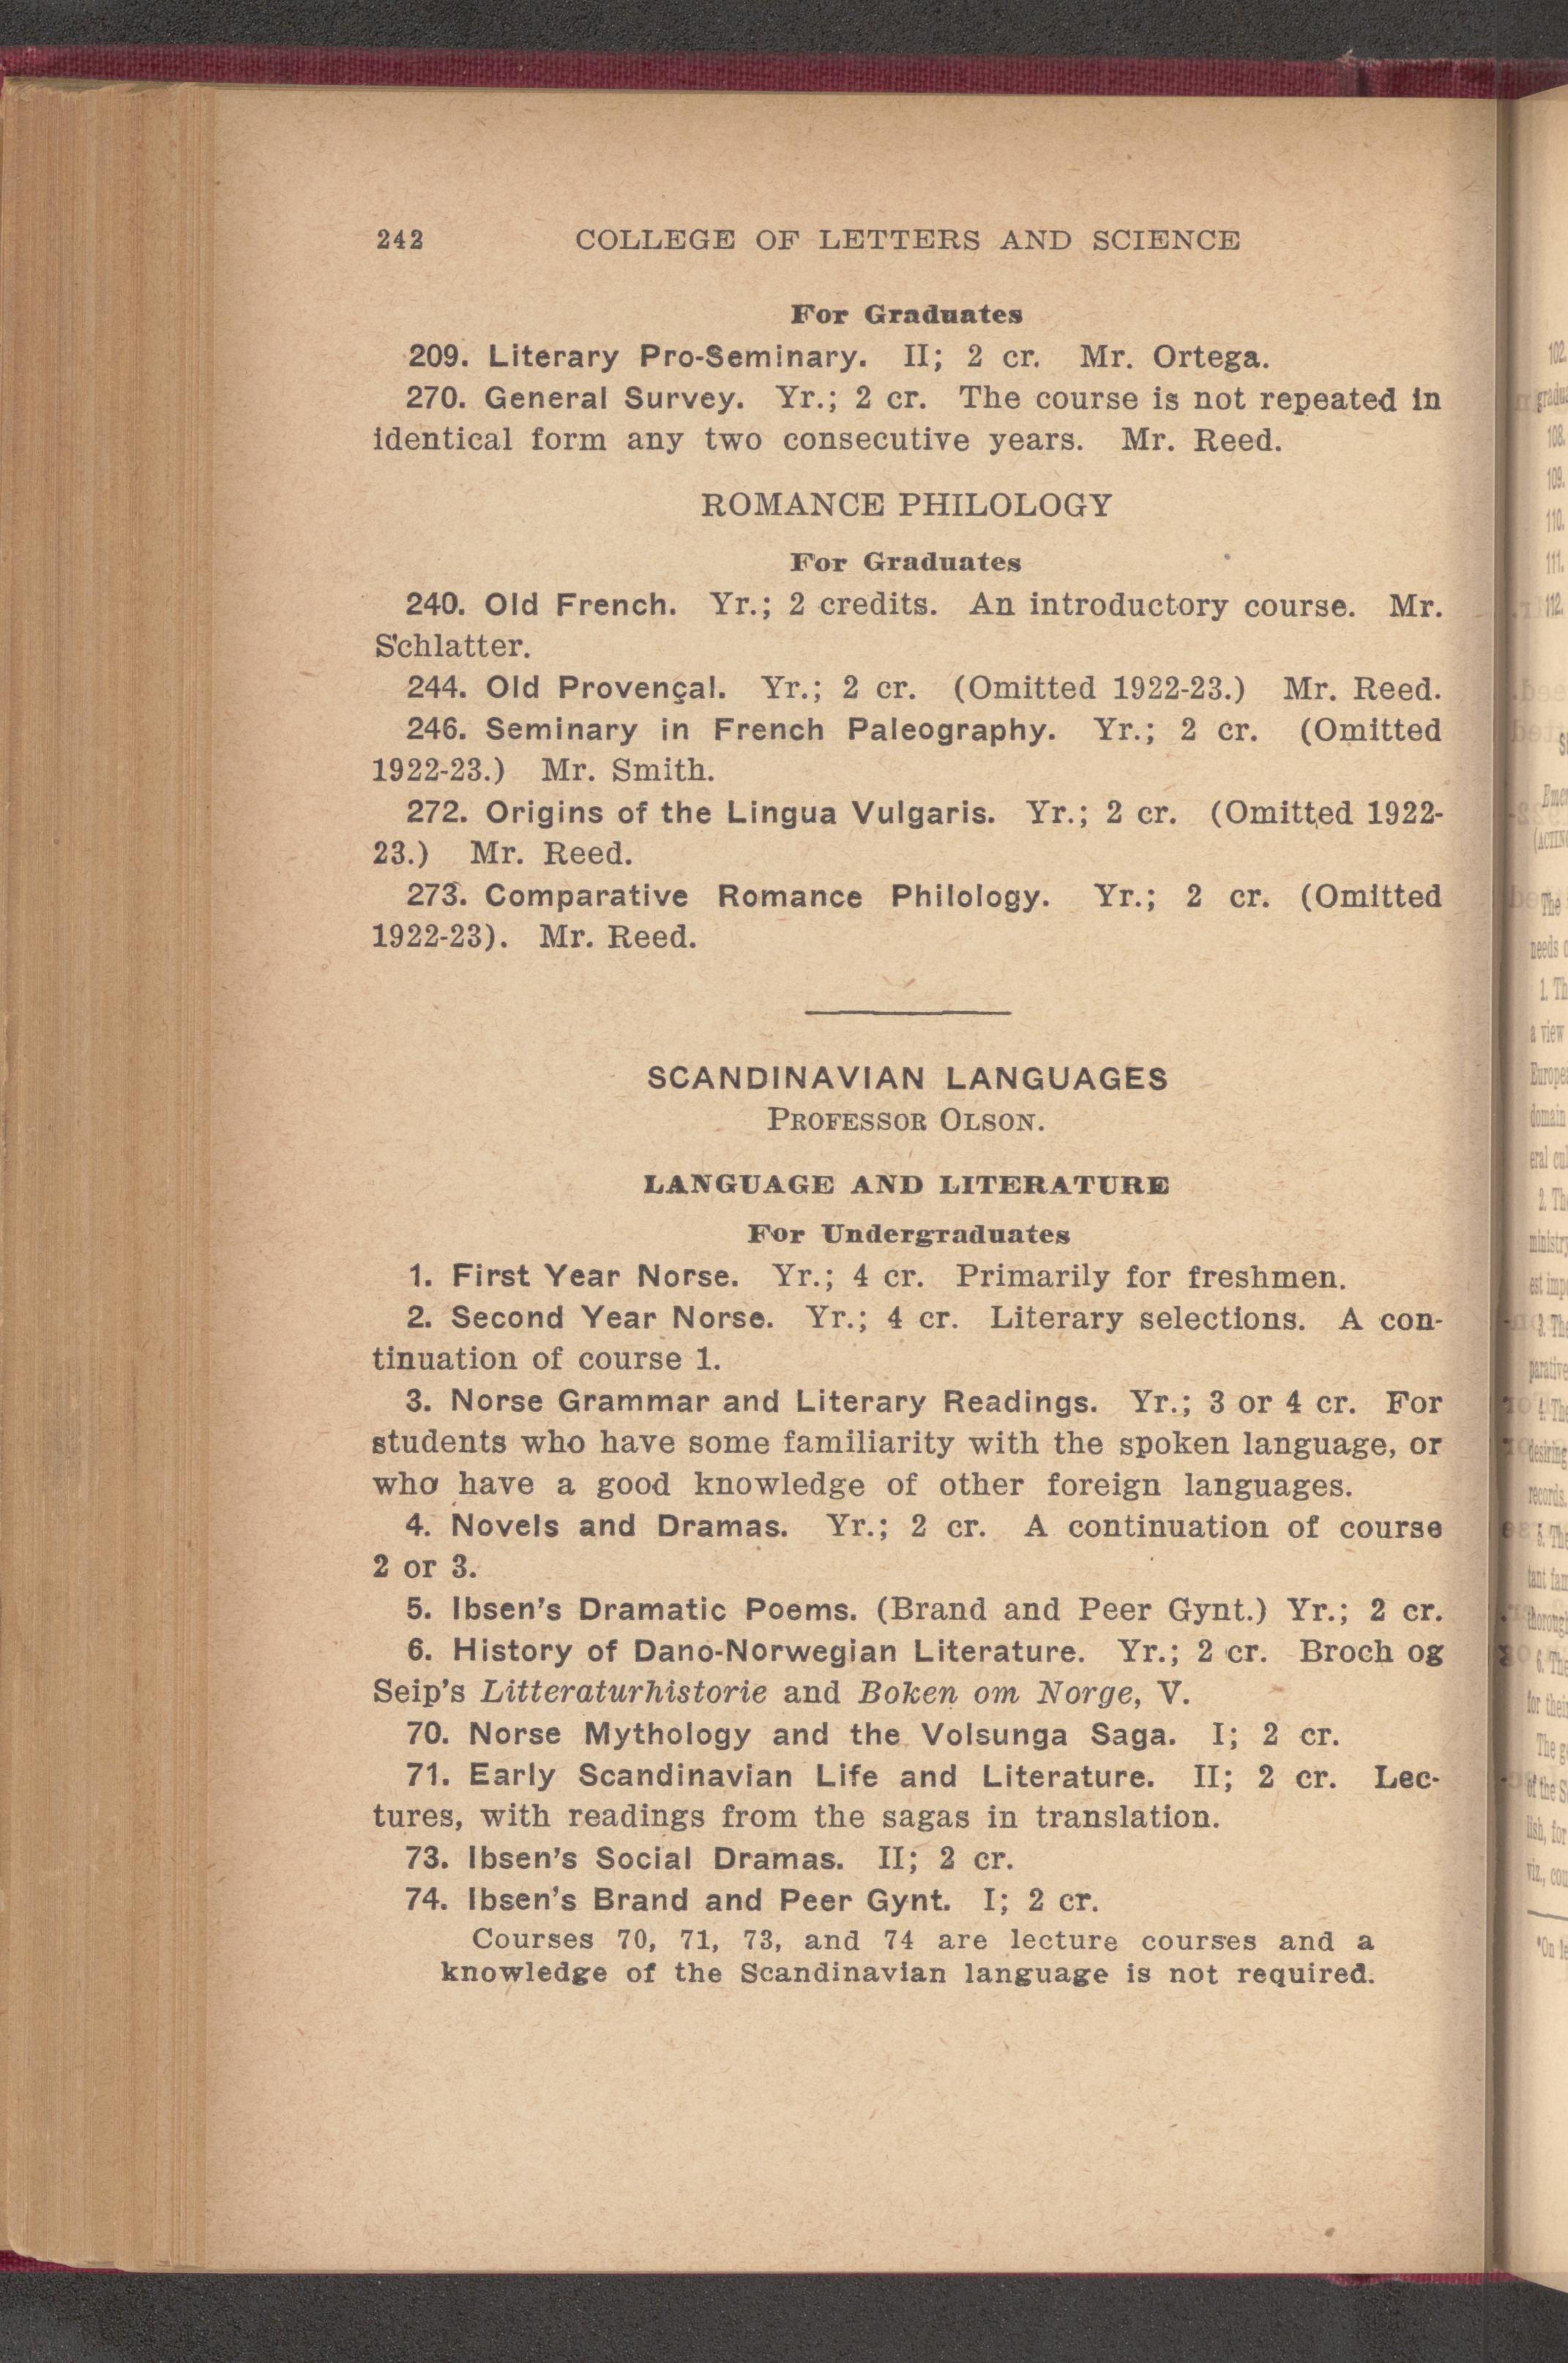 242 COLLEGE OF LETTERS AND SCIENCE
For Graduates
209. Literary Pro-Seminary. II; 2 cr. Mr. Ortega.
270. General Survey. Yr.; 2 cr. The course is not repeated in
identical form any two consecutive years. Mr. Reed.
ROMANCE PHILOLOGY
For Graduates
240. Old French. Yr.; 2 credits. An introductory course. Mr.
Schlatter.
244. Old Provençal. Yr.; 2 cr. (Omitted 1922-23.) Mr. Reed.
246. Seminary in French Paleography. Yr.; 2 cr. (Omitted
1922-23.) Mr. Smith.
272. Origins of the Lingua Vulgaris. Yr.; 2 cr. (Omitted 1922-
23.) Mr. Reed.
273. Comparative Romance Philology. Yr.; 2 cr. (Omitted
1922-23). Mr. Reed.
SCANDINAVIAN LANGUAGES
PROFESSOR OLSON.
LANGUAGE AND LITERATURE
For Undergraduates
1. First Year Norse. Yr.; 4 cr. Primarily for freshmen.
2. Second Year Norse. Yr.; 4 cr. Literary selections. A con-
tinuation of course 1.
3. Norse Grammar and Literary Readings. Yr.; 3 or 4 cr. For
students who have some familiarity with the spoken language, or
who have a good knowledge of other foreign languages.
4. Novels and Dramas. Yr.; 2 cr. A continuation of course
2 or 3.
5. Ibsen's Dramatic Poems. (Brand and Peer Gynt.) Yr.; 2 cr.
6. History of Dano-Norwegian Literature. Yr.; 2 cr. Broch og
Seip's Litteraturhistorie and Boken om Norge, V.
70. Norse Mythology and the Volsunga Saga. I; 2 cr.
71. Early Scandinavian Life and Literature. II; 2 cr. Lec-
tures, with readings from the sagas in translation.
73. Ibsen's Social Dramas. II; 2 cr.
74. Ibsen's Brand and Peer Gynt. I; 2 cr.
Courses 70, 71, 73, and 74 are lecture courses and a
knowledge of the Scandinavian language is not required.